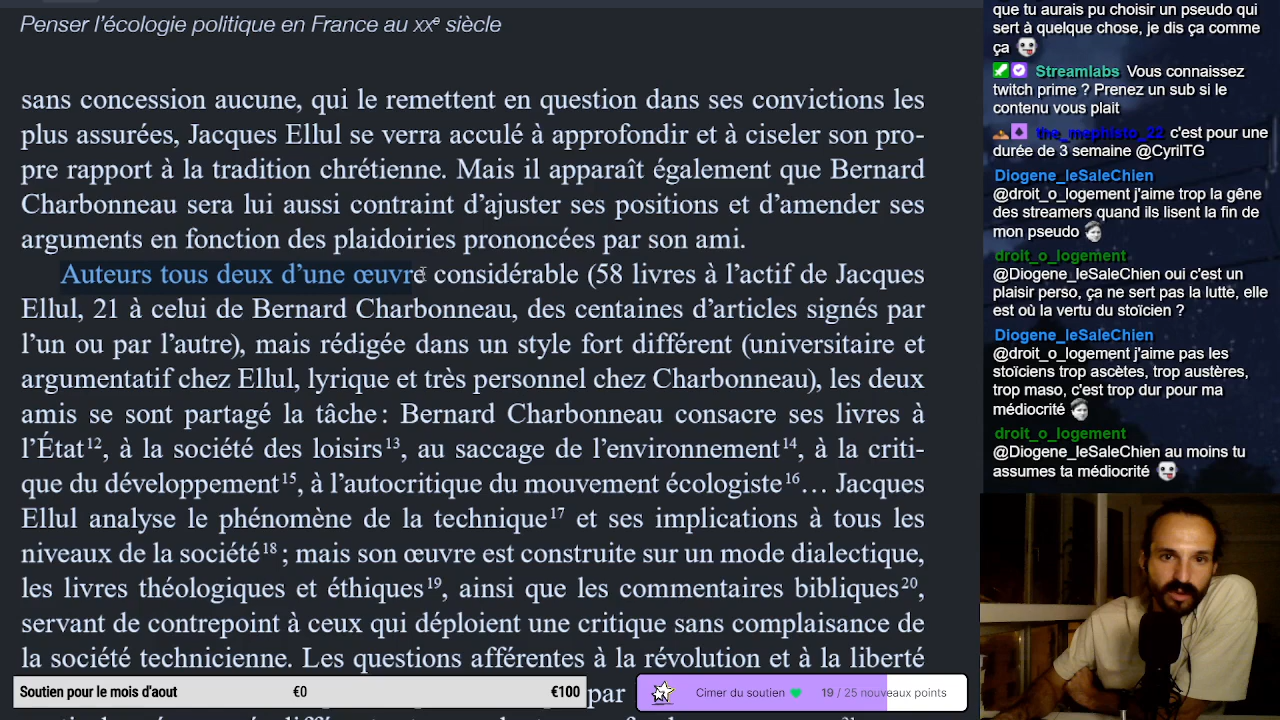 Penser l’écologie politique en France au XXe siècle
sans concession aucune, qui le remettent en question dans ses convictions les
plus assurées, Jacques Ellul se verra acculé à approfondir et à ciseler son pro-
pre rapport à la tradition chrétienne. Mais il apparaît également que Bernard
Charbonneau sera lui aussi contraint d’ajuster ses positions et d’amender ses
arguments en fonction des plaidoiries prononcées par son ami.
Auteurs tous deux d’une œuvre considérable (58 livres à l’actif de Jacques
Ellul, 21 à celui de Bernard Charbonneau, des centaines d’articles signés par
l’un ou par l’autre), mais rédigée dans un style fort différent (universitaire et
argumentatif chez Ellul, lyrique et très personnel chez Charbonneau), les deux
amis se sont partagé la tâche : Bernard Charbonneau consacre ses livres à
l’État12, à la société des loisirs13, au saccage de l’environnement14, à la criti-
que du développement15, à l’autocritique du mouvement écologiste16… Jacques
Ellul analyse le phénomène de la technique17 et ses implications à tous les
niveaux de la société18 ; mais son œuvre est construite sur un mode dialectique,
les livres théologiques et éthiques19, ainsi que les commentaires bibliques20,
servant de contrepoint à ceux qui déploient une critique sans complaisance de
la société technicienne. Les questions afférentes à la révolution et à la liberté
par
Soutien pour le mois d'aout €0 €100
Cimer du soutien 19 / 25 nouveaux points
que tu aurais pu choisir un pseudo qui
sert à quelque chose, je dis ça comme
ça
Streamlabs Vous connaissez
twitch prime ? Prenez un sub si le
contenu vous plait
the_mephisto_22 c'est pour une
durée de 3 semaine @CyrilTG
Diogene_leSaleChien
@droit_o_logement j'aime trop la gêne
des streamers quand ils lisent la fin de
mon pseudo
droit_o_logement
@Diogene_leSaleChien oui c'est un
plaisir perso, ça ne sert pas la lutte, elle
est où la vertu du stoïcien ?
Diogene_leSaleChien
@droit_o_logement j'aime pas les
stoïciens trop ascètes, trop austères,
trop maso, c'est trop dur pour ma
médiocrité
droit_o_logement
@Diogene_leSaleChien au moins tu
assumes ta médiocrité